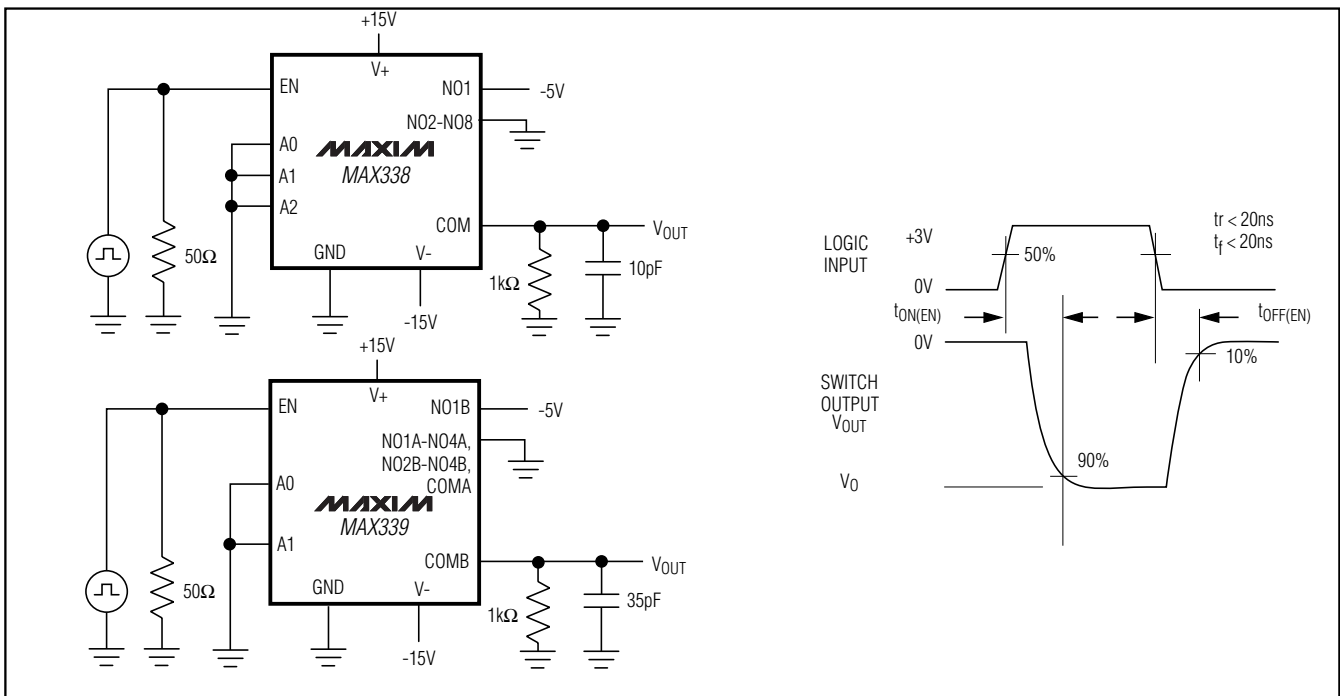 +15V
V+
EN
NO1
-5V
NO2-NO8
A0
MAXIM
MAX338
A1
A2
COM
VOUT
GND
V-
50Ω
1kΩ
10pF
-15V
+15V
V+
EN
NO1B
-5V
NO1A-NO4A,
NO2B-NO4B,
COMA
A0
MAXIM
MAX339
A1
COMB
VOUT
GND
V-
50Ω
1kΩ
35pF
-15V
LOGIC
INPUT
+3V
50%
0V
tr < 20ns
tf < 20ns
tON(EN)
tOFF(EN)
0V
10%
SWITCH
OUTPUT
VOUT
90%
VO